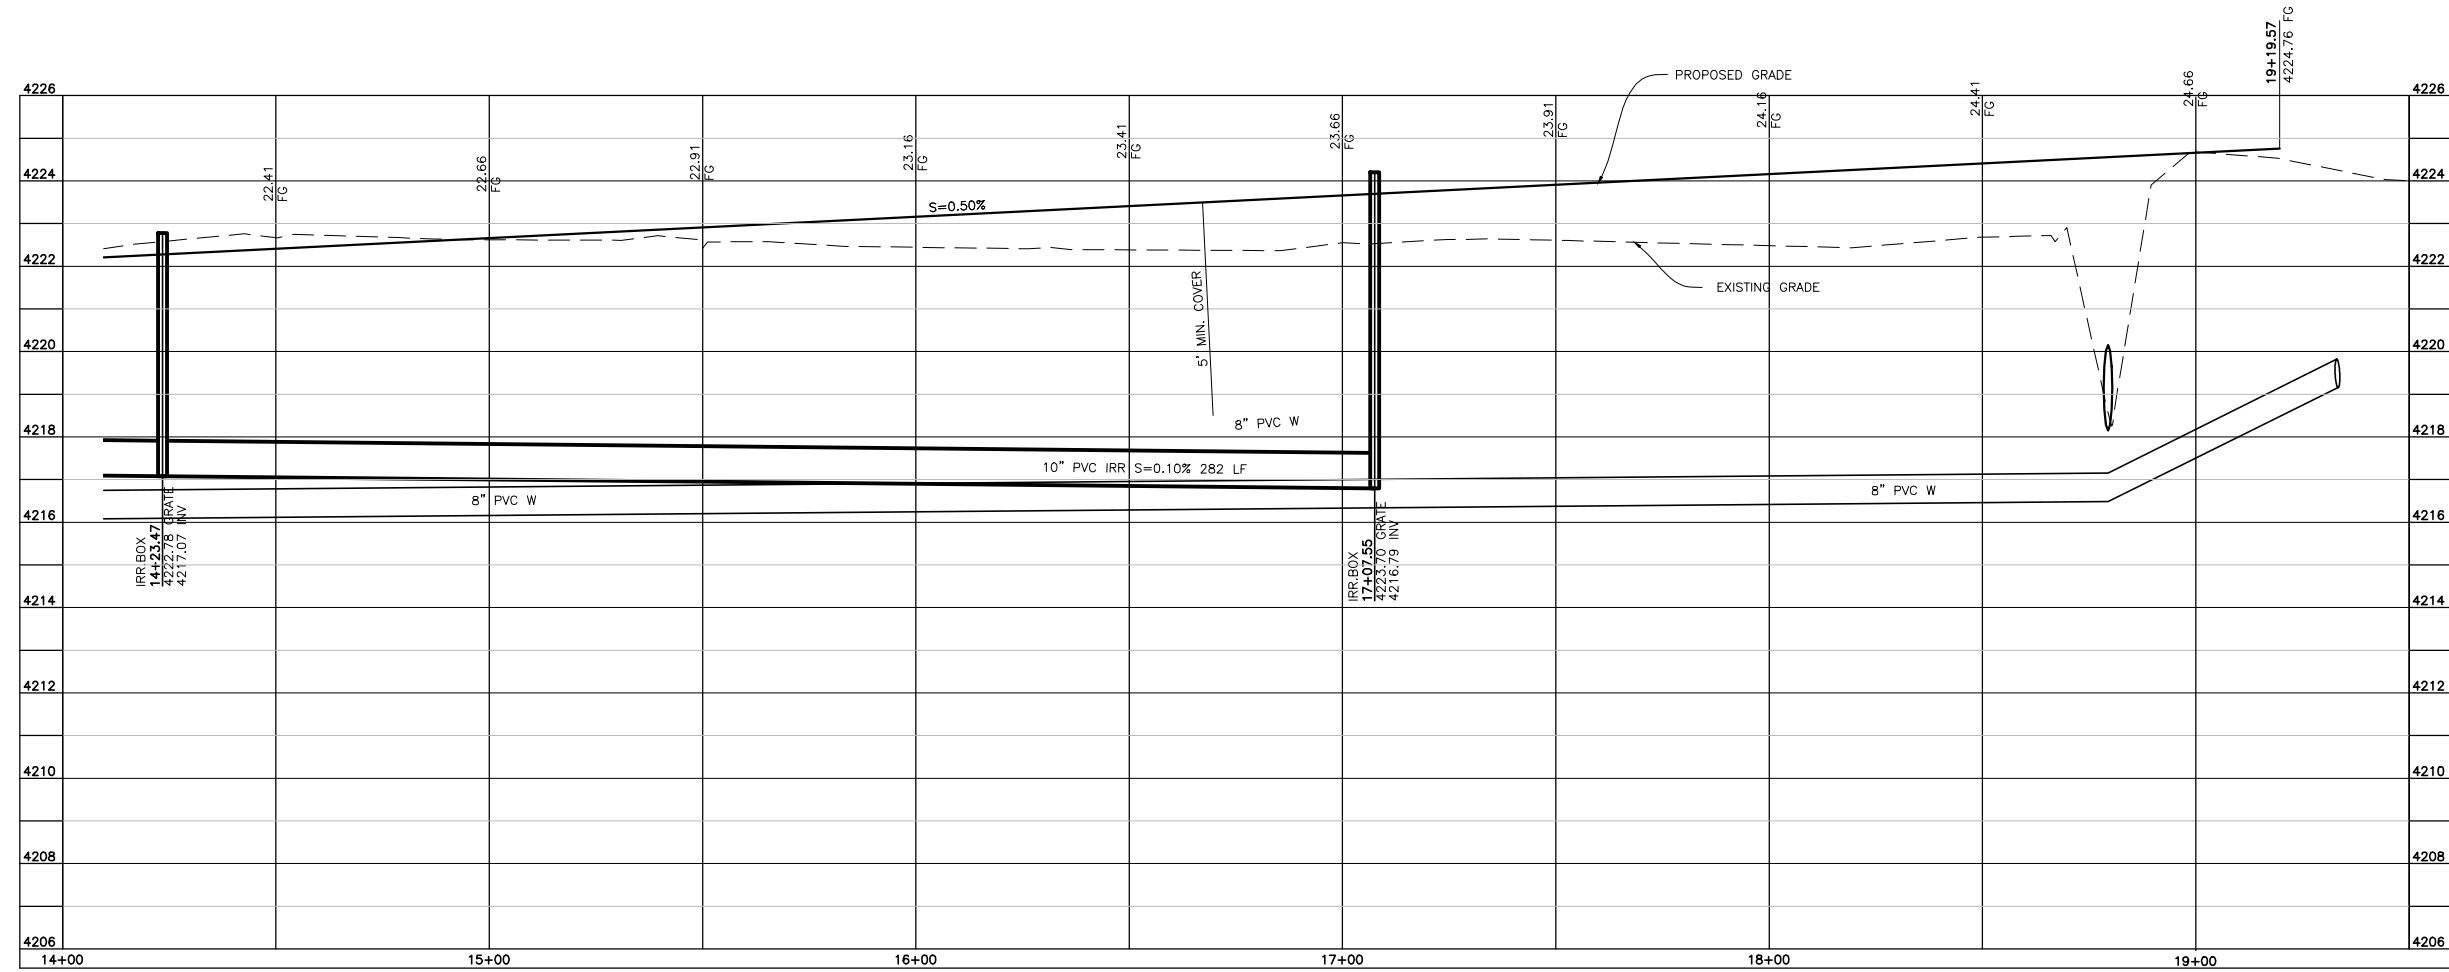 19+19.57
4224.76 FG
PROPOSED GRADE
4226
4226
22.41
FG
22.66
FG
22.91
FG
23.16
FG
23.41
FG
23.66
FG
23.91
FG
24.16
FG
24.41
FG
24.66
FG
4224
4224
S=0.50%
4222
4222
EXISTING GRADE
5' MIN. COVER
4220
4220
8" PVC W
4218
4218
10" PVC IRR S=0.10% 282 LF
8" PVC W
8" PVC W
4216
4216
IRR.BOX
14+23.47
4222.78 GRATE
4217.07 INV
IRR.BOX
17+07.55
4223.70 GRATE
4216.79 INV
4214
4214
4212
4212
4210
4210
4208
4208
4206
4206
14+00
15+00
16+00
17+00
18+00
19+00